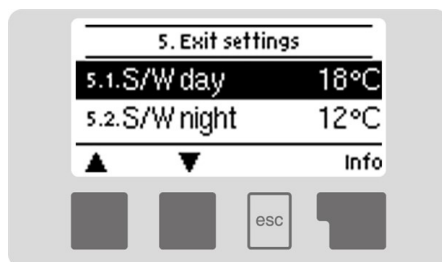 5. Exit settings
5.1.S/W day 18°C
5.2.S/W night 12°C
▲ ▼ Info
esc